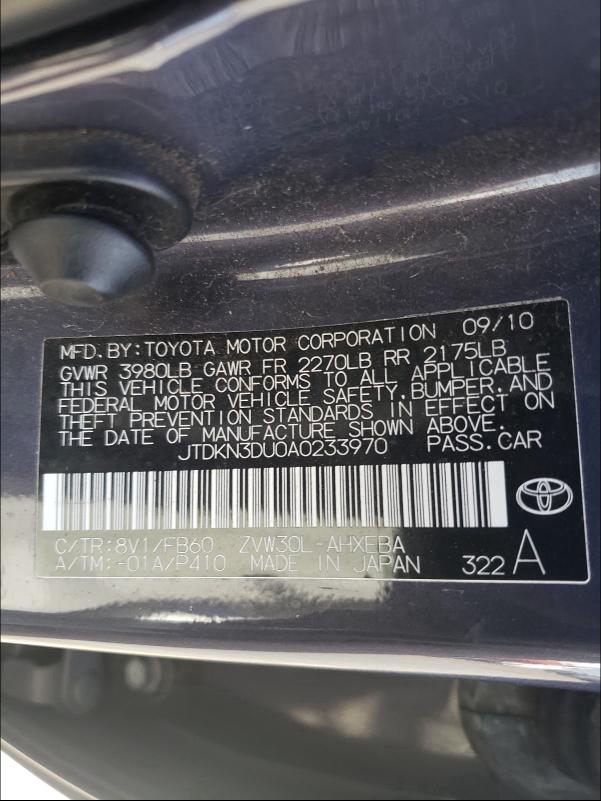 MFD.BY:TOYOTA MOTOR CORPORATION 09/10
GVWR 3980LB GAWR FR 2270LB RR 2175LB
THIS VEHICLE CONFORMS TO ALL APPLICABLE
FEDERAL MOTOR VEHICLE SAFETY,BUMPER,AND
THEFT PREVENTION STANDARDS IN EFFECT ON
THE DATE OF MANUFACTURE SHOWN ABOVE.
JTDKN3DU0A0233970 PASS.CAR
C/TR:8V1/FB60 ZVW30L-AHXEBA
A/TM:-01A/P410 MADE IN JAPAN 322 A